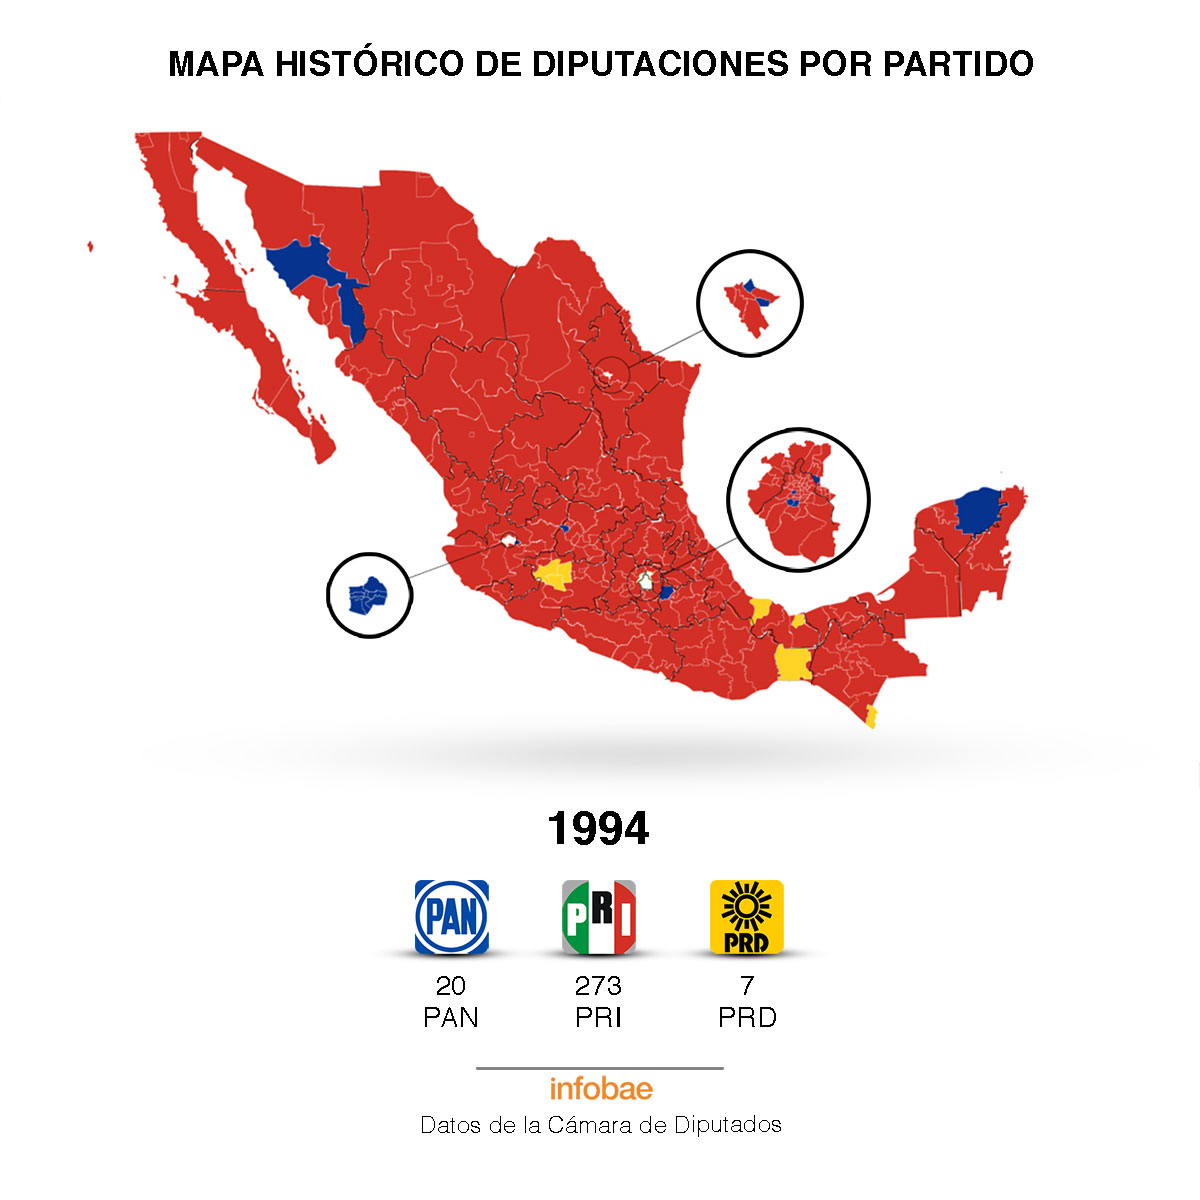 MAPA HISTÓRICO DE DIPUTACIONES POR PARTIDO
1994
PAN
PRI
PRD
20
PAN
273
PRI
7
PRD
infobae
Datos de la Cámara de Diputados